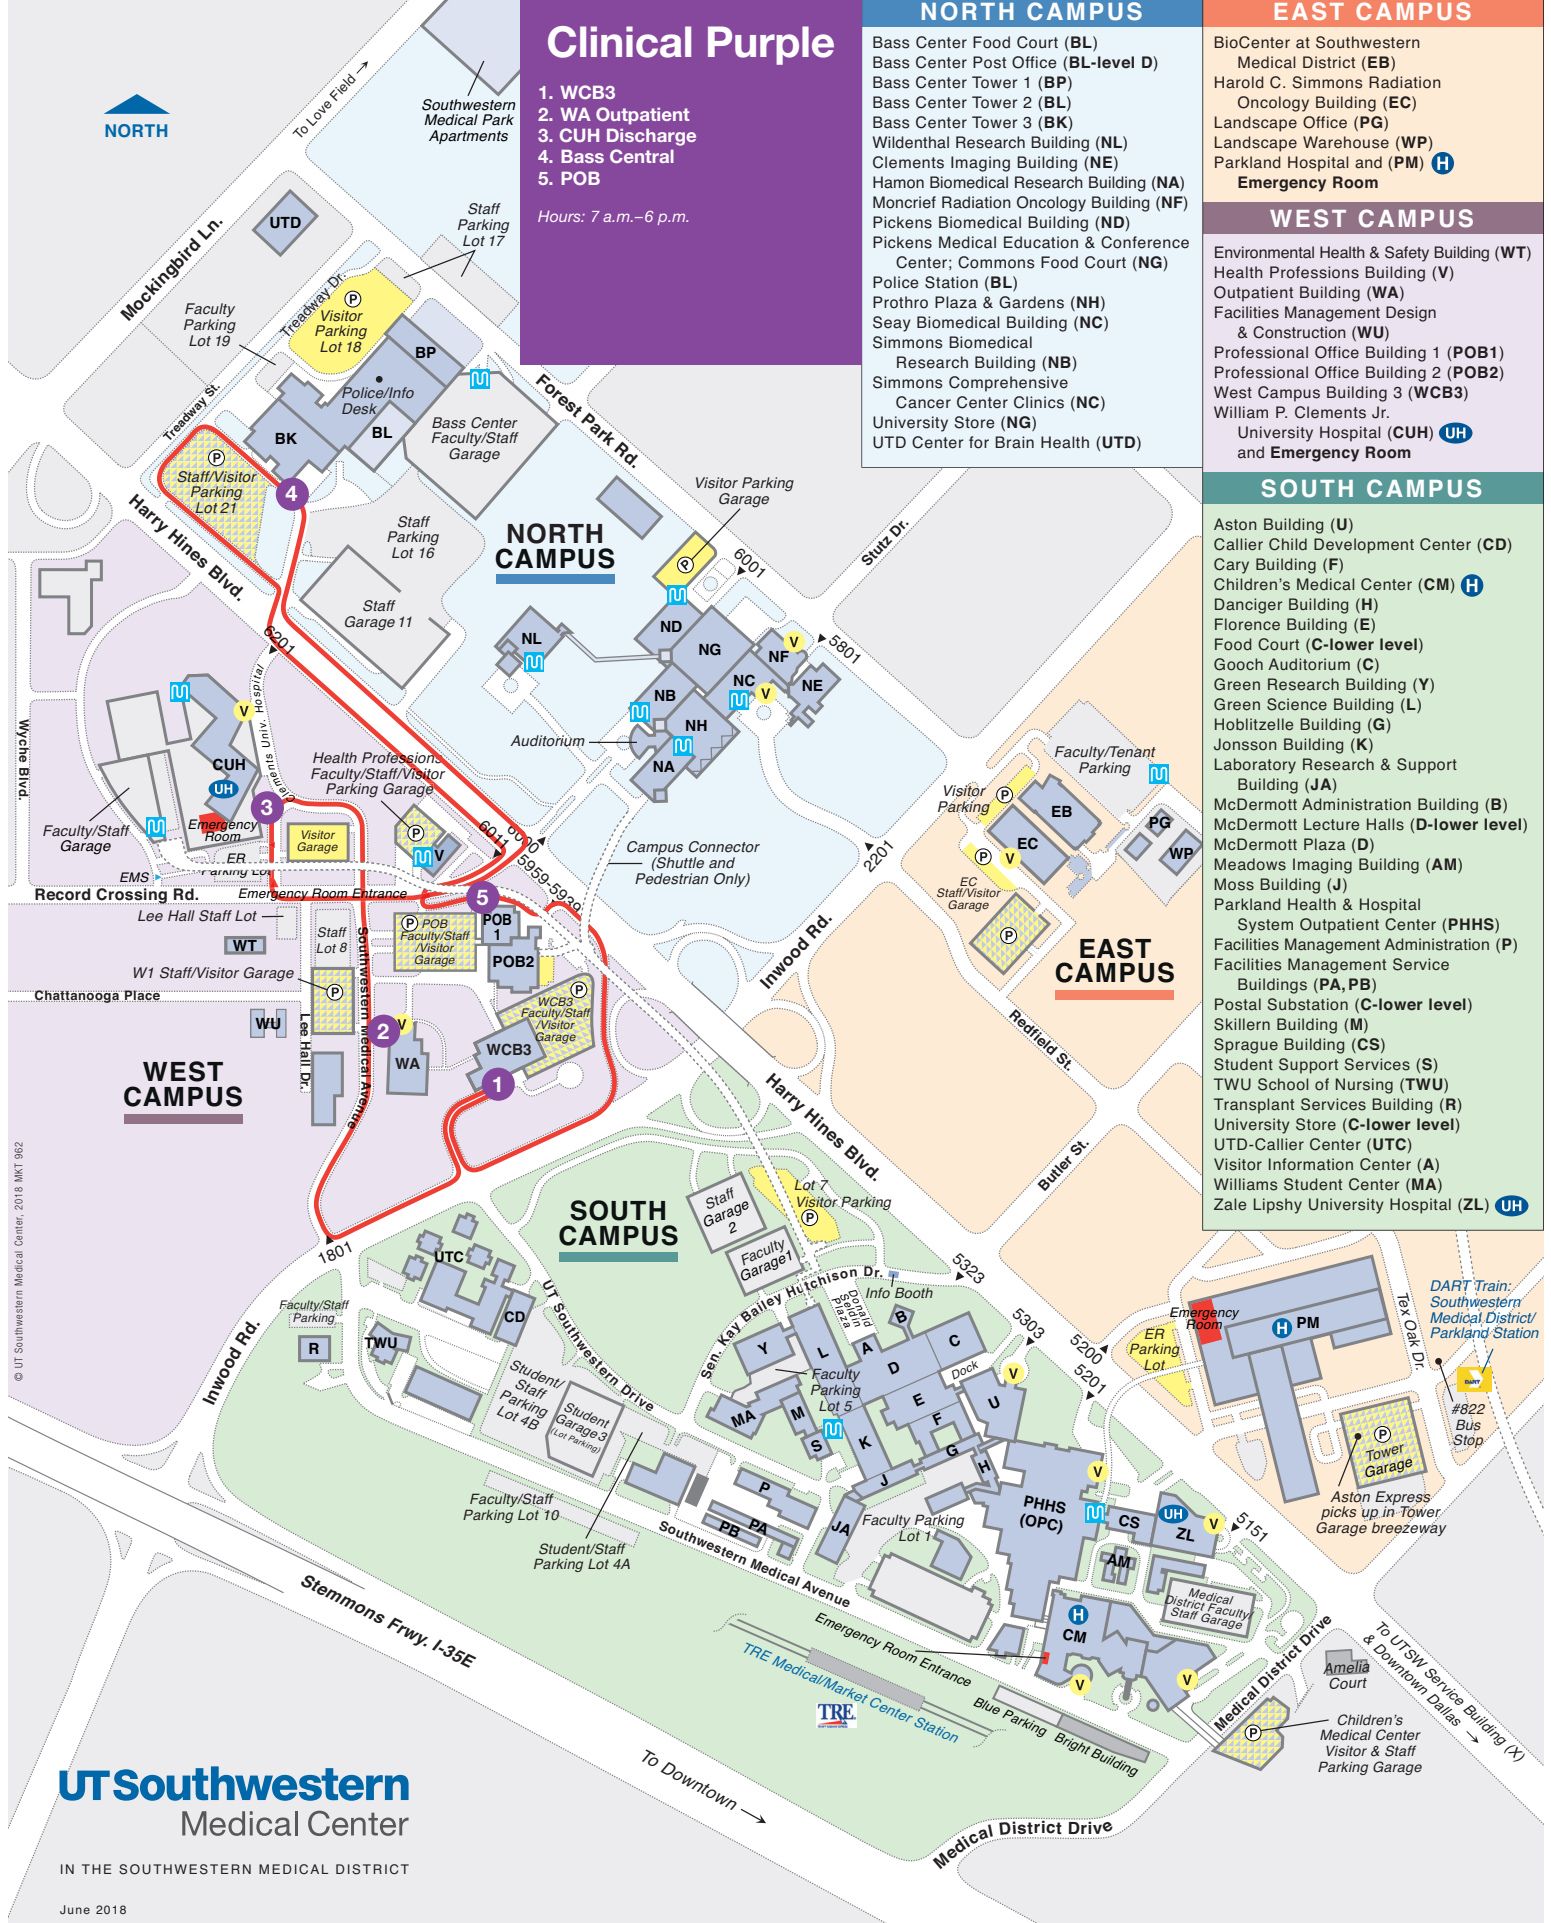 Clinical Purple
1. WCB3
2. WA Outpatient
3. CUH Discharge
4. Bass Central
5. POB
Hours: 7 a.m.–6 p.m.
NORTH CAMPUS
Bass Center Food Court (BL)
Bass Center Post Office (BL-level D)
Bass Center Tower 1 (BP)
Bass Center Tower 2 (BL)
Bass Center Tower 3 (BK)
Wildenthal Research Building (NL)
Clements Imaging Building (NE)
Hamon Biomedical Research Building (NA)
Moncrief Radiation Oncology Building (NF)
Pickens Biomedical Building (ND)
Pickens Medical Education & Conference
Center; Commons Food Court (NG)
Police Station (BL)
Prothro Plaza & Gardens (NH)
Seay Biomedical Building (NC)
Simmons Biomedical
Research Building (NB)
Simmons Comprehensive
Cancer Center Clinics (NC)
University Store (NG)
UTD Center for Brain Health (UTD)
EAST CAMPUS
BioCenter at Southwestern
Medical District (EB)
Harold C. Simmons Radiation
Oncology Building (EC)
Landscape Office (PG)
Landscape Warehouse (WP)
Parkland Hospital and (PM) H
Emergency Room
WEST CAMPUS
Environmental Health & Safety Building (WT)
Health Professions Building (V)
Outpatient Building (WA)
Facilities Management Design
& Construction (WU)
Professional Office Building 1 (POB1)
Professional Office Building 2 (POB2)
West Campus Building 3 (WCB3)
William P. Clements Jr.
University Hospital (CUH) UH
and Emergency Room
SOUTH CAMPUS
Aston Building (U)
Callier Child Development Center (CD)
Cary Building (F)
Children's Medical Center (CM) H
Danciger Building (H)
Florence Building (E)
Food Court (C-lower level)
Gooch Auditorium (C)
Green Research Building (Y)
Green Science Building (L)
Hoblitzelle Building (G)
Jonsson Building (K)
Laboratory Research & Support
Building (JA)
McDermott Administration Building (B)
McDermott Lecture Halls (D-lower level)
McDermott Plaza (D)
Meadows Imaging Building (AM)
Moss Building (J)
Parkland Health & Hospital
System Outpatient Center (PHHS)
Facilities Management Administration (P)
Facilities Management Service
Buildings (PA, PB)
Postal Substation (C-lower level)
Skillern Building (M)
Sprague Building (CS)
Student Support Services (S)
TWU School of Nursing (TWU)
Transplant Services Building (R)
University Store (C-lower level)
UTD-Callier Center (UTC)
Visitor Information Center (A)
Williams Student Center (MA)
Zale Lipshy University Hospital (ZL) UH
NORTH
To Love Field
Southwestern
Medical Park
Apartments
Mockingbird Ln.
UTD
Staff
Parking
Lot 17
Treadway Dr.
P
Visitor
Parking
Lot 18
Faculty
Parking
Lot 19
Treadway St.
BP
Police/Info
Desk
BL
BK
Bass Center
Faculty/Staff
Garage
Forest Park Rd.
P
Staff/Visitor
Parking
Lot 21
4
Harry Hines Blvd.
Staff
Parking
Lot 16
Staff
Garage 11
NORTH
CAMPUS
Visitor Parking
Garage
P
6001
Stutz Dr.
6201
NL
ND
NG
NF
V
5801
NC
V
NE
NB
NH
Auditorium
NA
Wyche Blvd.
Clements Univ. Hospital
V
CUH
UH
3
Emergency
Room
Faculty/Staff
Garage
Health Professions
Faculty/Staff/Visitor
Parking Garage
P
V
Visitor
Garage
ER
Parking Lot
EMS
Record Crossing Rd.
Emergency Room Entrance
6011
6000
5959-5939
Campus Connector
(Shuttle and
Pedestrian Only)
2201
Inwood Rd.
Visitor
Parking
P
Faculty/Tenant
Parking
EB
EC
PG
WP
P
V
EC
Staff/Visitor
Garage
P
EAST
CAMPUS
Lee Hall Staff Lot
WT
Staff
Lot 8
W1 Staff/Visitor Garage
P
Chattanooga Place
WU
Lee Hall Dr.
Southwestern Medical Avenue
5
P
POB
Faculty/Staff
/Visitor
Garage
POB
1
POB2
P
WCB3
Faculty/Staff
/Visitor
Garage
WCB3
1
2
V
WA
WEST
CAMPUS
Redfield St.
Harry Hines Blvd.
Butler St.
1801
SOUTH
CAMPUS
Staff
Garage
2
Faculty
Garage1
Lot 7
Visitor Parking
P
Sen. Kay Bailey Hutchison Dr.
Info Booth
Donald
Seldin
Plaza
5323
5303
5200
5201
UTC
CD
UT Southwestern Drive
Faculty/Staff
Parking
R
TWU
Inwood Rd.
Student/
Staff
Parking
Lot 4B
Student
Garage3
(Lot Parking)
Y
L
A
B
C
D
Dock
Faculty
Parking
Lot 5
E
F
U
V
MA
M
S
K
G
H
J
P
PA
PB
JA
Faculty/Staff
Parking Lot 10
Student/Staff
Parking Lot 4A
Southwestern Medical Avenue
Faculty Parking
Lot 1
PHHS
(OPC)
V
CS
UH
ZL
V
5151
AM
Medical
District Faculty/
Staff Garage
H
CM
V
V
Emergency Room Entrance
TRE Medical/Market Center Station
TRE
Blue Parking
Bright Building
Emergency
Room
ER
Parking
Lot
H
PM
Tex Oak Dr.
DART Train:
Southwestern
Medical District/
Parkland Station
DART
#822
Bus
Stop
P
Tower
Garage
Aston Express
picks up in Tower
Garage breezeway
Medical District Drive
Amelia
Court
To UTSW Service Building (X)
& Downtown Dallas
P
Children's
Medical Center
Visitor & Staff
Parking Garage
Stemmons Frwy. I-35E
To Downtown
Medical District Drive
© UT Southwestern Medical Center, 2018 MKT 962
UTSouthwestern
Medical Center
IN THE SOUTHWESTERN MEDICAL DISTRICT
June 2018